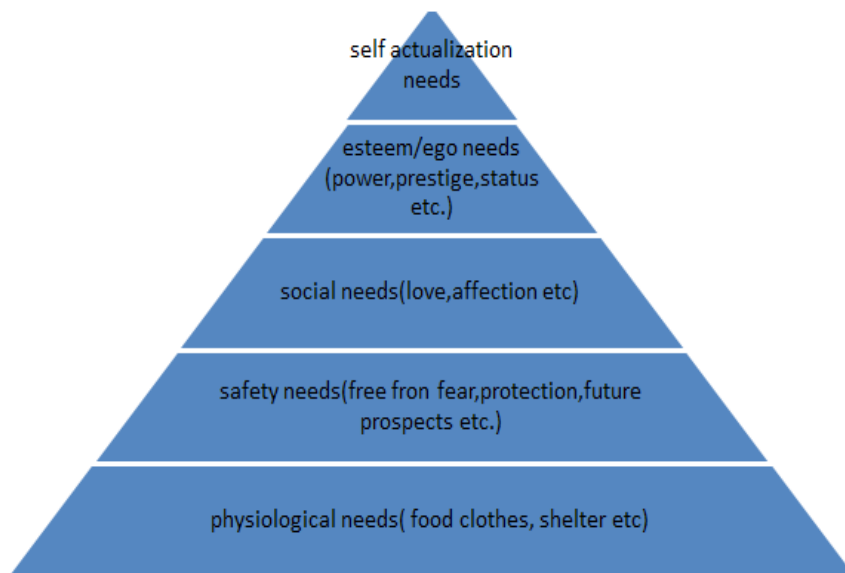 self actualization
needs
esteem/ego needs
(power,prestige,status
etc.)
social needs(love,affection etc)
safety needs(free fron fear,protection,future
prospects etc.)
physiological needs( food clothes, shelter etc)